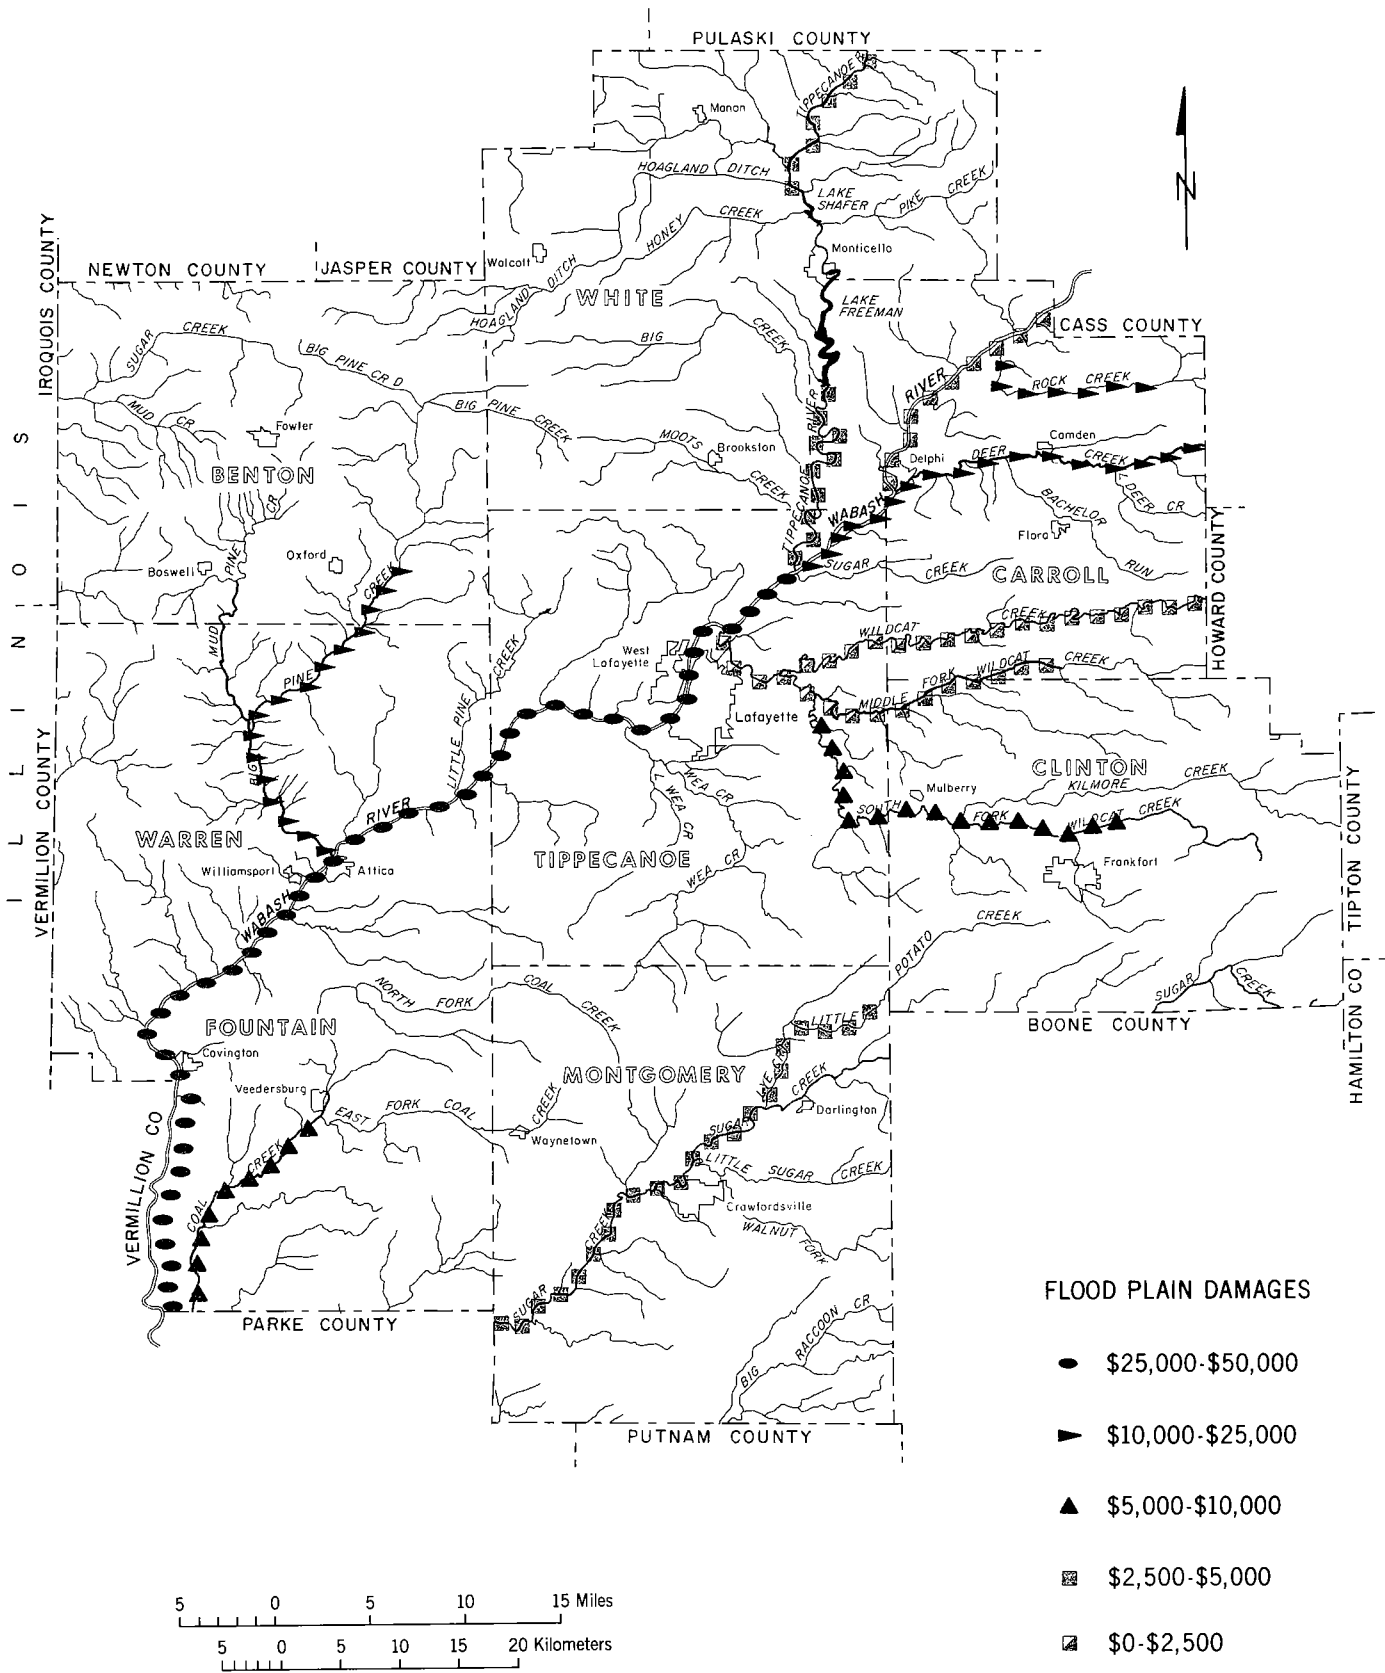 PULASKI COUNTY
TIPPECANOE R
Monon
HOAGLAND DITCH
LAKE
SHAFER
PIKE CREEK
HONEY CREEK
Monticello
Walcott
HOAGLAND DITCH
IROQUOIS COUNTY
NEWTON COUNTY
JASPER COUNTY
WHITE
LAKE
FREEMAN
CASS COUNTY
SUGAR CREEK
BIG PINE CR D
BIG CREEK
RIVER
ROCK CREEK
MUD CR
Fowler
BIG PINE CREEK
MOOTS CREEK
Brookston
TIPPECANOE RIVER
Camden
Delphi
DEER CREEK
L DEER CR
BENTON
CR
WABASH
BACHELOR RUN
Flora
ILLINOIS
Boswell
MUD PINE
Oxford
CREEK
SUGAR CREEK
CARROLL
HOWARD COUNTY
WILDCAT CREEK
West
Lafayette
CREEK
MIDDLE FORK WILDCAT CREEK
PINE
Lafayette
LITTLE PINE
BIG
VERMILION COUNTY
WEA CR
L WEA CR
CLINTON
KILMORE CREEK
Mulberry
TIPTON COUNTY
RIVER
SOUTH FORK WILDCAT CREEK
WARREN
Williamsport
Attica
TIPPECANOE
WEA CR
Frankfort
WABASH
POTATO CREEK
NORTH FORK COAL CREEK
SUGAR CREEK
HAMILTON CO
FOUNTAIN
LITTLE
BOONE COUNTY
Covington
MONTGOMERY
LYE CR
CREEK
Veedersburg
EAST FORK COAL CREEK
Darlington
Waynetown
SUGAR
VERMILLION CO
COAL CREEK
LITTLE SUGAR CREEK
Crawfordsville
WALNUT FORK
SUGAR CREEK
PARKE COUNTY
BIG RACCOON CR
PUTNAM COUNTY
N
FLOOD PLAIN DAMAGES
$25,000-$50,000
$10,000-$25,000
$5,000-$10,000
$2,500-$5,000
$0-$2,500
5 0 5 10 15 Miles
5 0 5 10 15 20 Kilometers